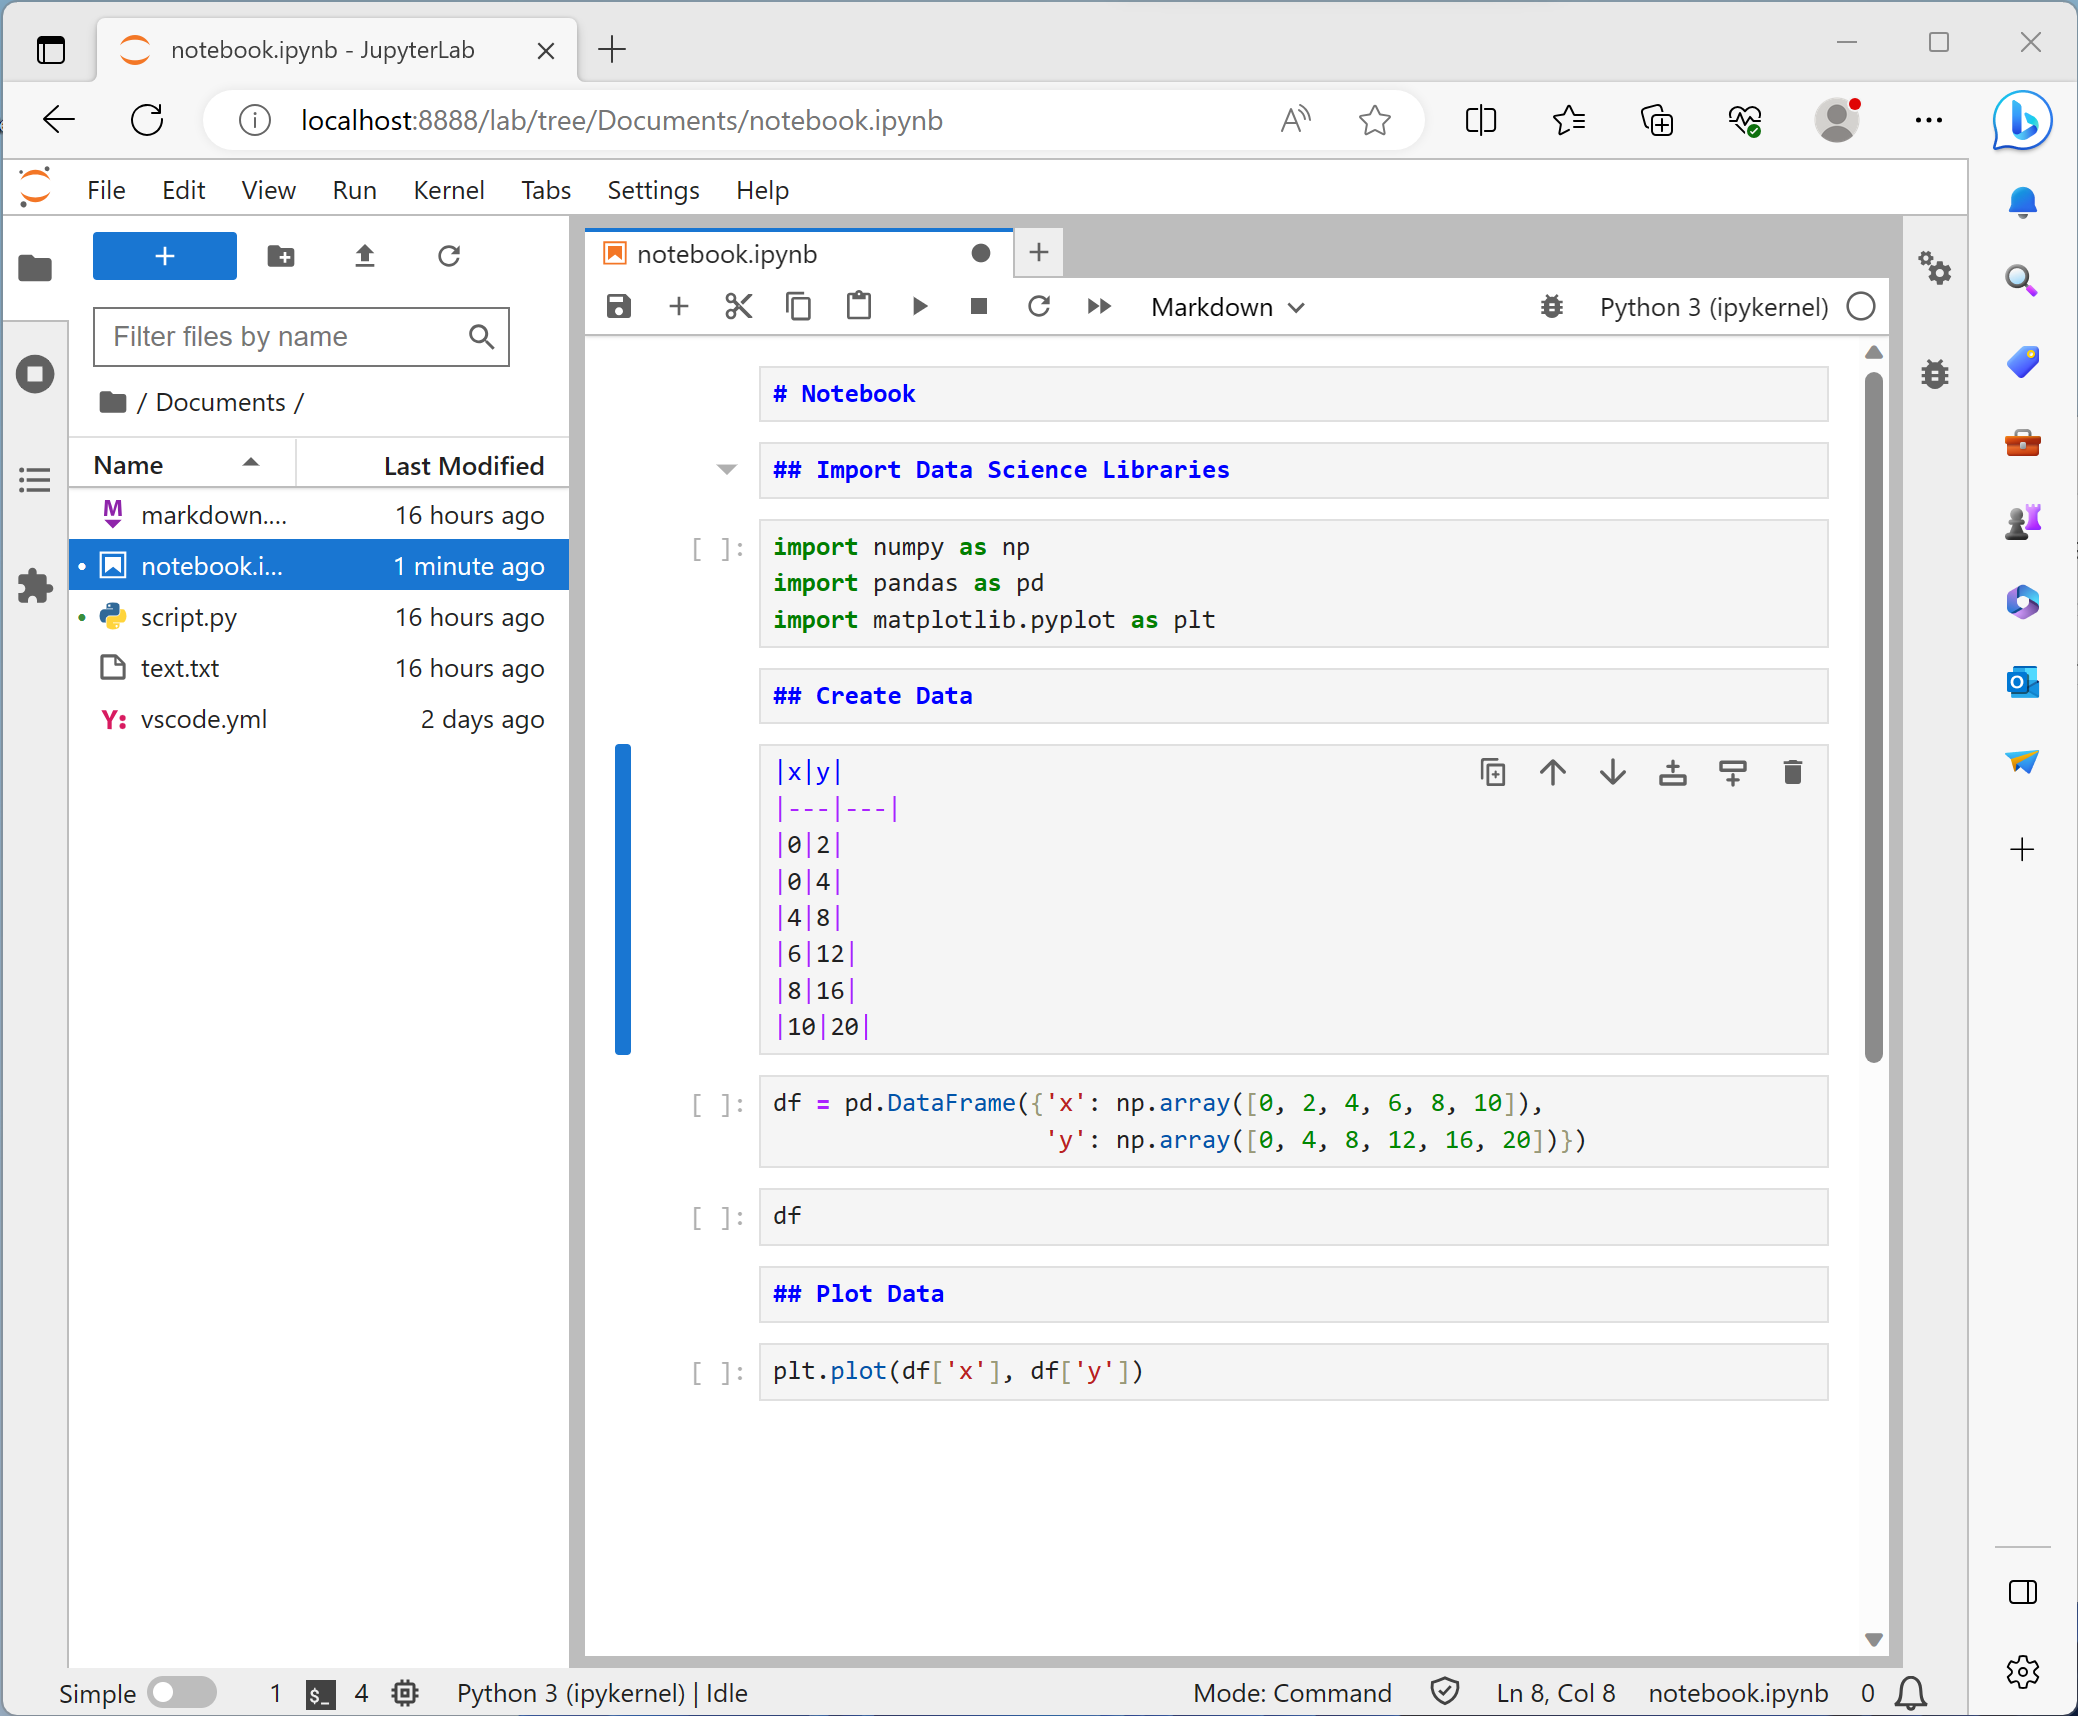 notebook.ipynb - JupyterLab
localhost:8888/lab/tree/Documents/notebook.ipynb
File Edit View Run Kernel Tabs Settings Help
Filter files by name
/ Documents /
Name Last Modified
markdown.... 16 hours ago
notebook.i... 1 minute ago
script.py 16 hours ago
text.txt 16 hours ago
vscode.yml 2 days ago
notebook.ipynb
Markdown Python 3 (ipykernel)
# Notebook
## Import Data Science Libraries
[ ]: import numpy as np
import pandas as pd
import matplotlib.pyplot as plt
## Create Data
|x|y|
|---|---|
|0|2|
|0|4|
|4|8|
|6|12|
|8|16|
|10|20|
[ ]: df = pd.DataFrame({'x': np.array([0, 2, 4, 6, 8, 10]),
'y': np.array([0, 4, 8, 12, 16, 20])})
[ ]: df
## Plot Data
[ ]: plt.plot(df['x'], df['y'])
Simple 1 $_ 4 Python 3 (ipykernel) | Idle Mode: Command Ln 8, Col 8 notebook.ipynb 0